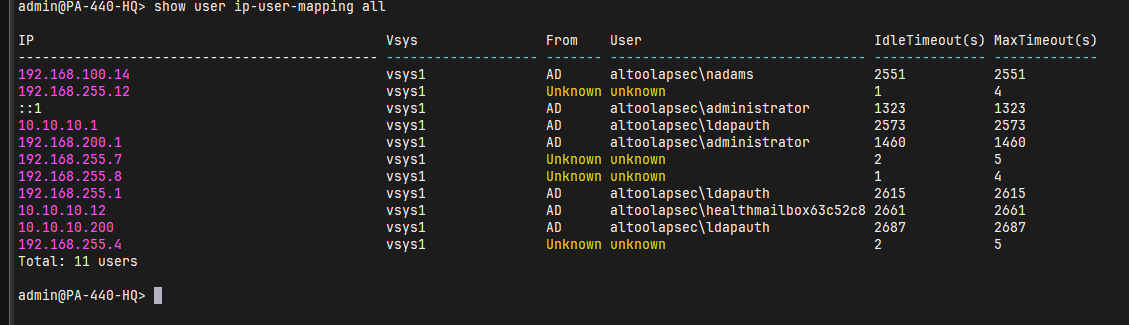 admin@PA-440-HQ> show user ip-user-mapping all
IP Vsys From User IdleTimeout(s) MaxTimeout(s)
--------------------------------------------- ------------------- ------- -------------------------------- -------------- -------------
192.168.100.14 vsys1 AD altoolapsec\nadams 2551 2551
192.168.255.12 vsys1 Unknown unknown 1 4
::1 vsys1 AD altoolapsec\administrator 1323 1323
10.10.10.1 vsys1 AD altoolapsec\ldapauth 2573 2573
192.168.200.1 vsys1 AD altoolapsec\administrator 1460 1460
192.168.255.7 vsys1 Unknown unknown 2 5
192.168.255.8 vsys1 Unknown unknown 1 4
192.168.255.1 vsys1 AD altoolapsec\ldapauth 2615 2615
10.10.10.12 vsys1 AD altoolapsec\healthmailbox63c52c8 2661 2661
10.10.10.200 vsys1 AD altoolapsec\ldapauth 2687 2687
192.168.255.4 vsys1 Unknown unknown 2 5
Total: 11 users
admin@PA-440-HQ>